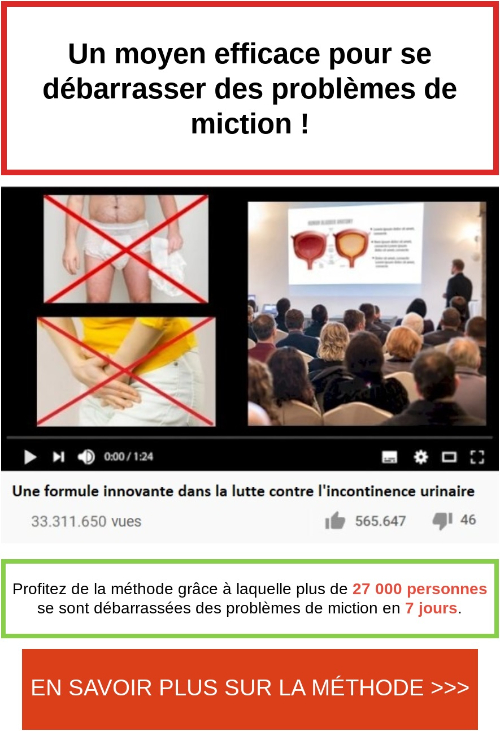 Un moyen efficace pour se
débarrasser des problèmes de
miction !
0:00 / 1:24
Une formule innovante dans la lutte contre l'incontinence urinaire
33.311.650 vues
565.647
46
Profitez de la méthode grâce à laquelle plus de 27 000 personnes
se sont débarrassées des problèmes de miction en 7 jours.
EN SAVOIR PLUS SUR LA MÉTHODE >>>